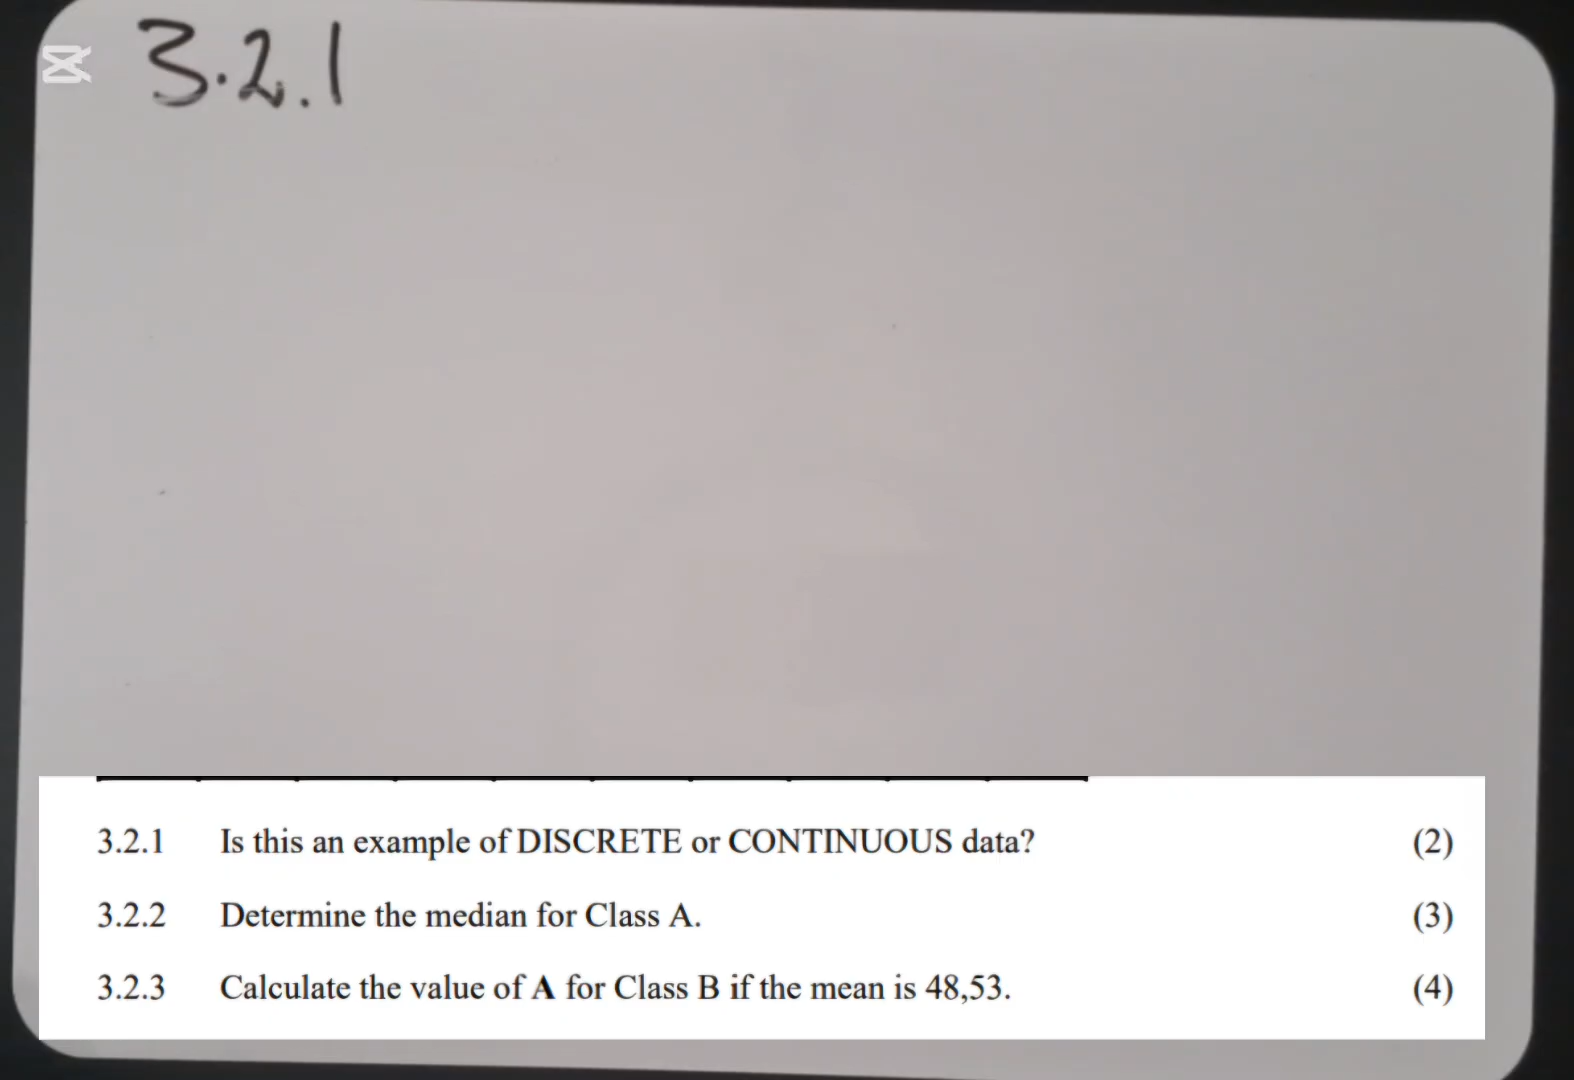 3.2.1
3.2.1 Is this an example of DISCRETE or CONTINUOUS data? (2)
3.2.2 Determine the median for Class A. (3)
3.2.3 Calculate the value of A for Class B if the mean is 48,53. (4)